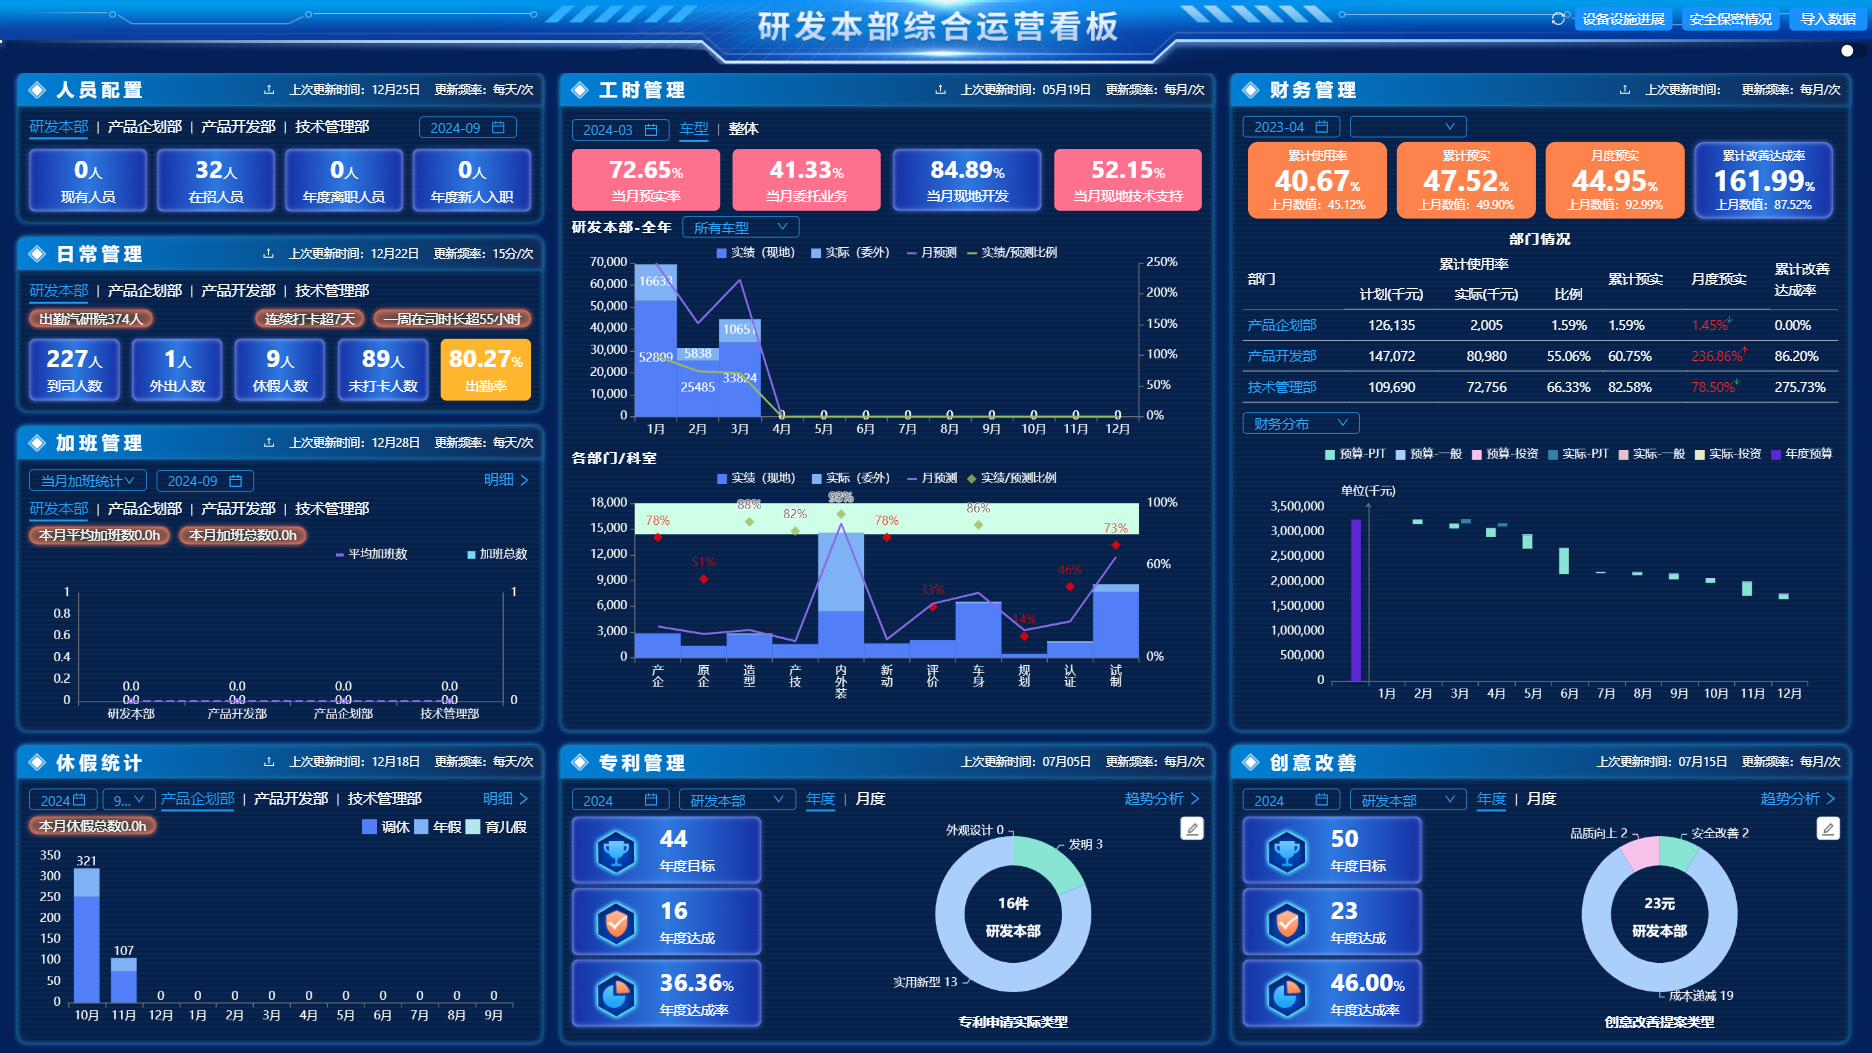 研发本部综合运营看板
设备设施进展 安全保密情况 导入数据
人员配置 上次更新时间：12月25日 更新频率：每天/次
研发本部 | 产品企划部 | 产品开发部 | 技术管理部 2024-09
0人 32人 0人 0人
现有人员 在招人员 年度离职人员 年度新人入职
日常管理 上次更新时间：12月22日 更新频率：15分/次
研发本部 | 产品企划部 | 产品开发部 | 技术管理部
出勤汽研院374人 连续打卡超7天 一周在司时长超55小时
227人 1人 9人 89人 80.27%
到司人数 外出人数 休假人数 未打卡人数 出勤率
加班管理 上次更新时间：12月28日 更新频率：每天/次
当月加班统计 2024-09 明细
研发本部 | 产品企划部 | 产品开发部 | 技术管理部
本月平均加班数0.0h 本月加班总数0.0h
平均加班数 加班总数
1 1
0.8
0.6
0.4
0.2
0 0
0.0 0.0 0.0 0.0
0.0 0.0 0.0 0.0
研发本部 产品开发部 产品企划部 技术管理部
休假统计 上次更新时间：12月18日 更新频率：每天/次
2024 9... 产品企划部 | 产品开发部 | 技术管理部 明细
本月休假总数0.0h 调休 年假 育儿假
350
300
250
200
150
100
50
0
321 107 0 0 0 0 0 0 0 0 0 0
10月 11月 12月 1月 2月 3月 4月 5月 6月 7月 8月 9月
工时管理 上次更新时间：05月19日 更新频率：每月/次
2024-03 车型 | 整体
72.65% 41.33% 84.89% 52.15%
当月预实率 当月委托业务 当月现地开发 当月现地技术支持
研发本部-全年 所有车型
实绩（现地） 实际（委外） 月预测 实绩/预测比例
70,000 250%
60,000 200%
50,000 150%
40,000 100%
30,000 50%
20,000 0%
10,000
0
16633 5838 10651
52809 25485 33824
0 0 0 0 0 0 0 0 0
1月 2月 3月 4月 5月 6月 7月 8月 9月 10月 11月 12月
各部门/科室
实绩（现地） 实际（委外） 月预测 实绩/预测比例
18,000 100%
15,000 60%
12,000 0%
9,000
6,000
3,000
0
78% 51% 88% 82% 98% 78% 33% 86% 14% 46% 73%
产企 原企 造型 产技 内外装 新动 评价 车身 规划 认证 试制
专利管理 上次更新时间：07月05日 更新频率：每月/次
2024 研发本部 年度 | 月度 趋势分析
44
年度目标
16
年度达成
36.36%
年度达成率
外观设计 0
发明 3
16件
研发本部
实用新型 13
专利申请实际类型
财务管理 上次更新时间： 更新频率：每月/次
2023-04
累计使用率 累计预实 月度预实 累计改善达成率
40.67% 47.52% 44.95% 161.99%
上月数值：45.12% 上月数值：49.90% 上月数值：92.99% 上月数值：87.52%
部门情况
部门 累计使用率 累计预实 月度预实 累计改善达成率
计划(千元) 实际(千元) 比例
产品企划部 126,135 2,005 1.59% 1.59% 1.45% 0.00%
产品开发部 147,072 80,980 55.06% 60.75% 236.86% 86.20%
技术管理部 109,690 72,756 66.33% 82.58% 78.50% 275.73%
财务分布
预算-PJT 预算-一般 预算-投资 实际-PJT 实际-一般 实际-投资 年度预算
单位(千元)
3,500,000
3,000,000
2,500,000
2,000,000
1,500,000
1,000,000
500,000
0
1月 2月 3月 4月 5月 6月 7月 8月 9月 10月 11月 12月
创意改善 上次更新时间：07月15日 更新频率：每月/次
2024 研发本部 年度 | 月度 趋势分析
50
年度目标
23
年度达成
46.00%
年度达成率
品质向上 2
安全改善 2
23元
研发本部
成本递减 19
创意改善提案类型